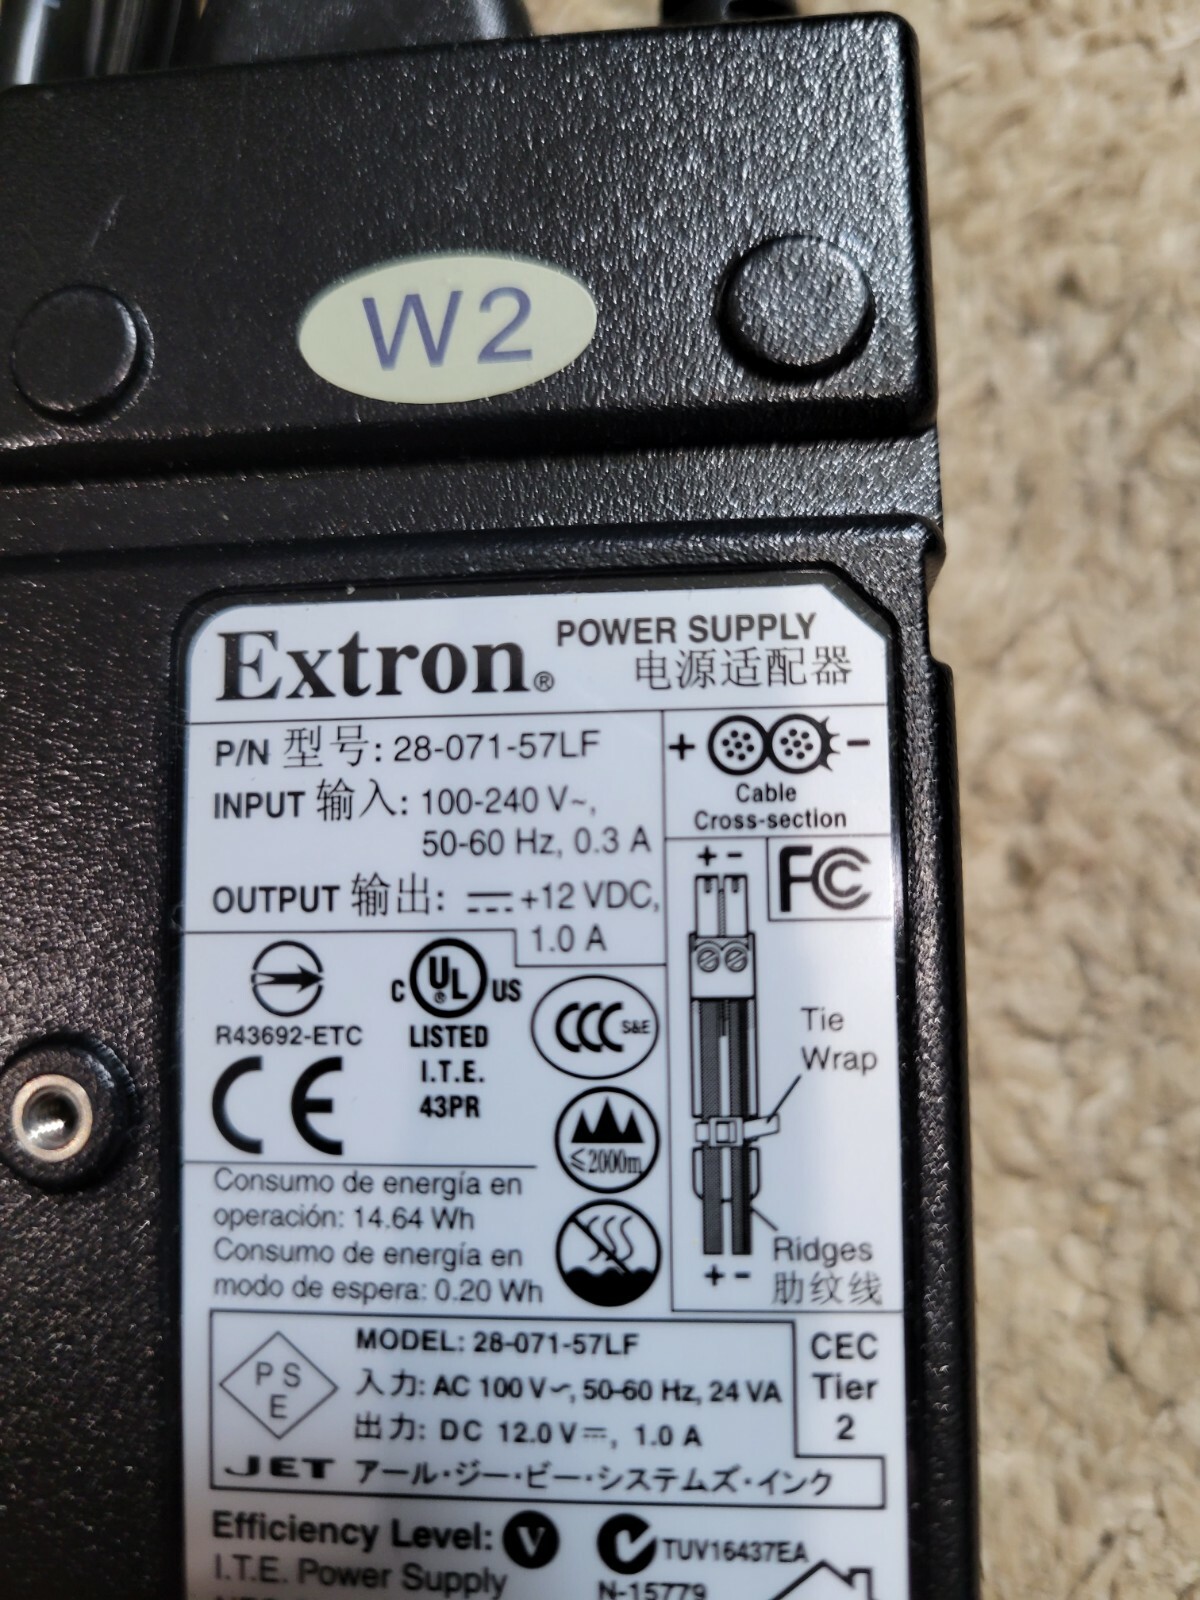 W2
Extron®
POWER SUPPLY
电源适配器
P/N 型号: 28-071-57LF
INPUT 输入: 100-240 V~,
50-60 Hz, 0.3 A
OUTPUT 输出: ⎓ +12 VDC,
1.0 A
+ -
Cable
Cross-section
+ -
FC
Tie
Wrap
Ridges
肋纹线
+ -
R43692-ETC
C UL® US
LISTED
I.T.E.
43PR
CCC S&E
CE
≤2000m
Consumo de energía en
operación: 14.64 Wh
Consumo de energía en
modo de espera: 0.20 Wh
PS
E
MODEL: 28-071-57LF
入力: AC 100 V~, 50-60 Hz, 24 VA
出力: DC 12.0 V⎓, 1.0 A
JET アール・ジー・ビー・システムズ・インク
CEC
Tier
2
Efficiency Level: V
I.T.E. Power Supply
TUV16437EA
N-15779